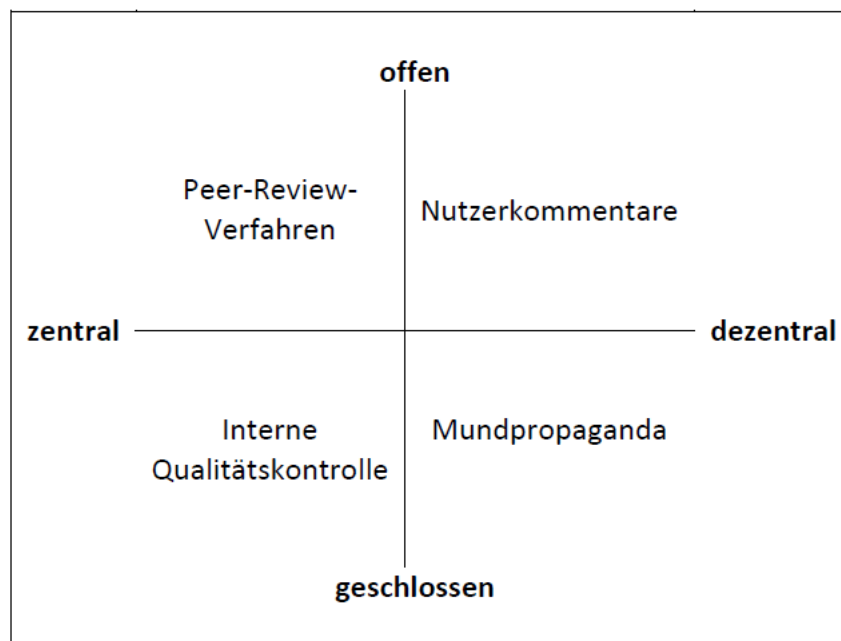 offen
Peer-Review-
Verfahren
Nutzerkommentare
zentral
dezentral
Interne
Qualitätskontrolle
Mundpropaganda
geschlossen